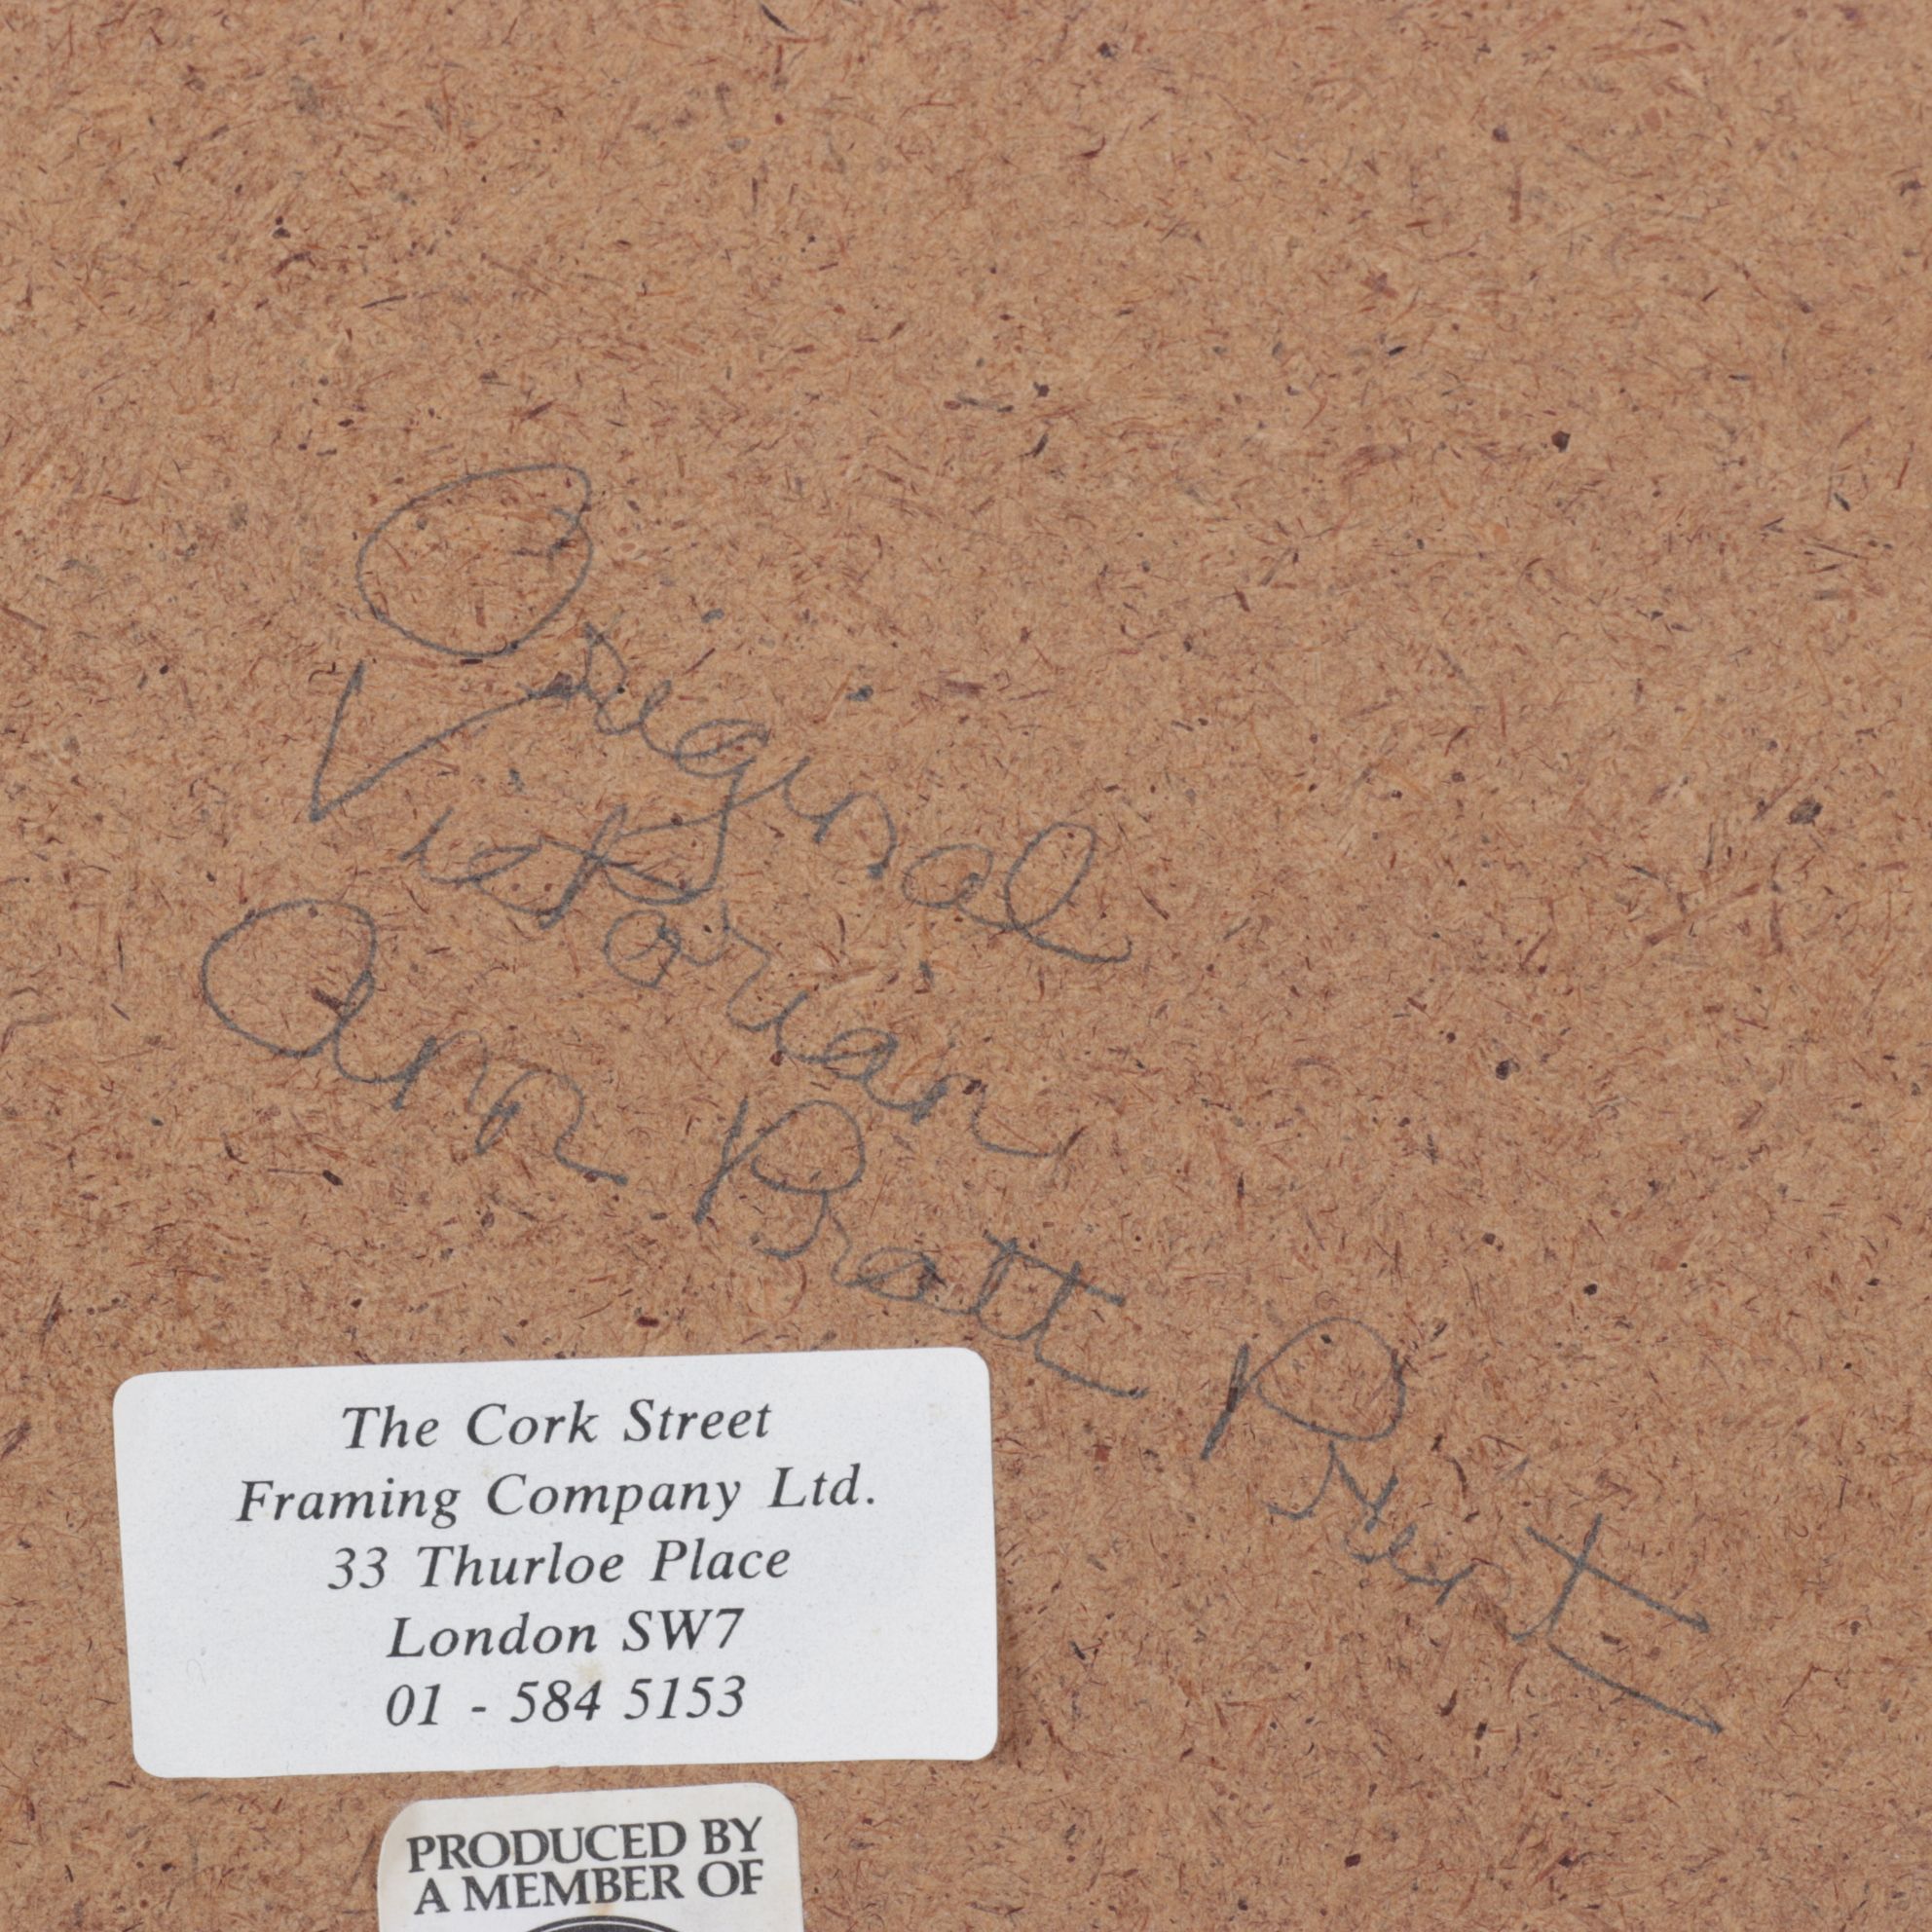 Original
Victorian
Ann Pratt Print
The Cork Street
Framing Company Ltd.
33 Thurloe Place
London SW7
01 - 584 5153
PRODUCED BY
A MEMBER OF